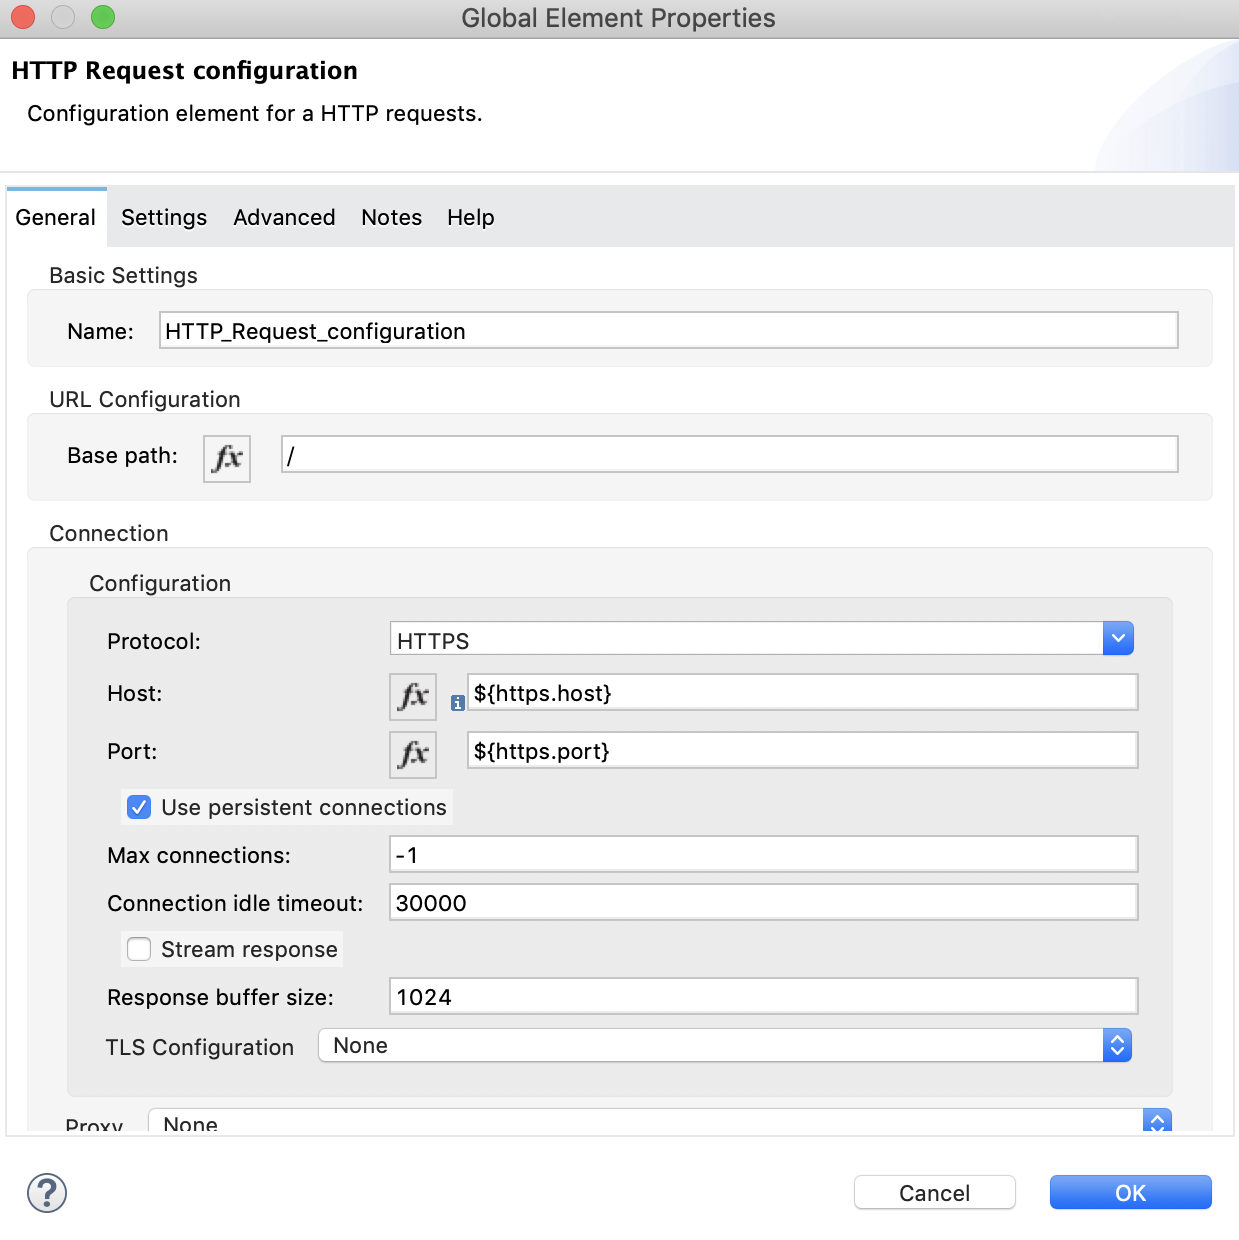 Global Element Properties
HTTP Request configuration
Configuration element for a HTTP requests.
General Settings Advanced Notes Help
Basic Settings
Name: HTTP_Request_configuration
URL Configuration
Base path: fx /
Connection
Configuration
Protocol: HTTPS
Host: fx i ${https.host}
Port: fx ${https.port}
Use persistent connections
Max connections: -1
Connection idle timeout: 30000
Stream response
Response buffer size: 1024
TLS Configuration None
Proxy None
? Cancel OK